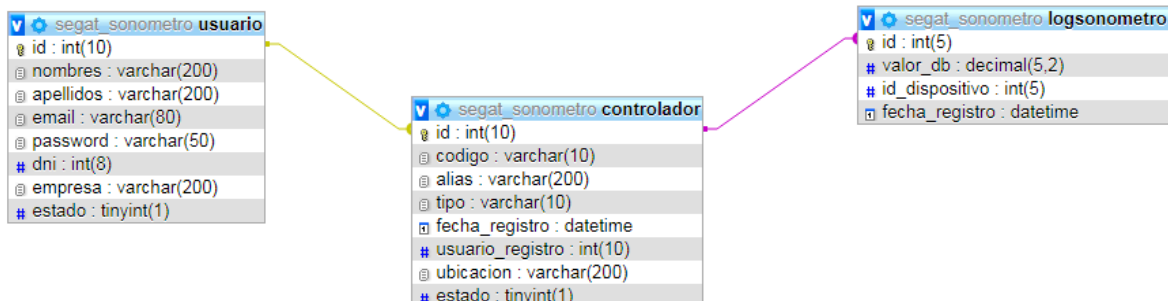 segat_sonometro usuario
id : int(10)
nombres : varchar(200)
apellidos : varchar(200)
email : varchar(80)
password : varchar(50)
dni : int(8)
empresa : varchar(200)
estado : tinyint(1)
segat_sonometro controlador
id : int(10)
codigo : varchar(10)
alias : varchar(200)
tipo : varchar(10)
fecha_registro : datetime
usuario_registro : int(10)
ubicacion : varchar(200)
estado : tinyint(1)
segat_sonometro logsonometro
id : int(5)
valor_db : decimal(5,2)
id_dispositivo : int(5)
fecha_registro : datetime